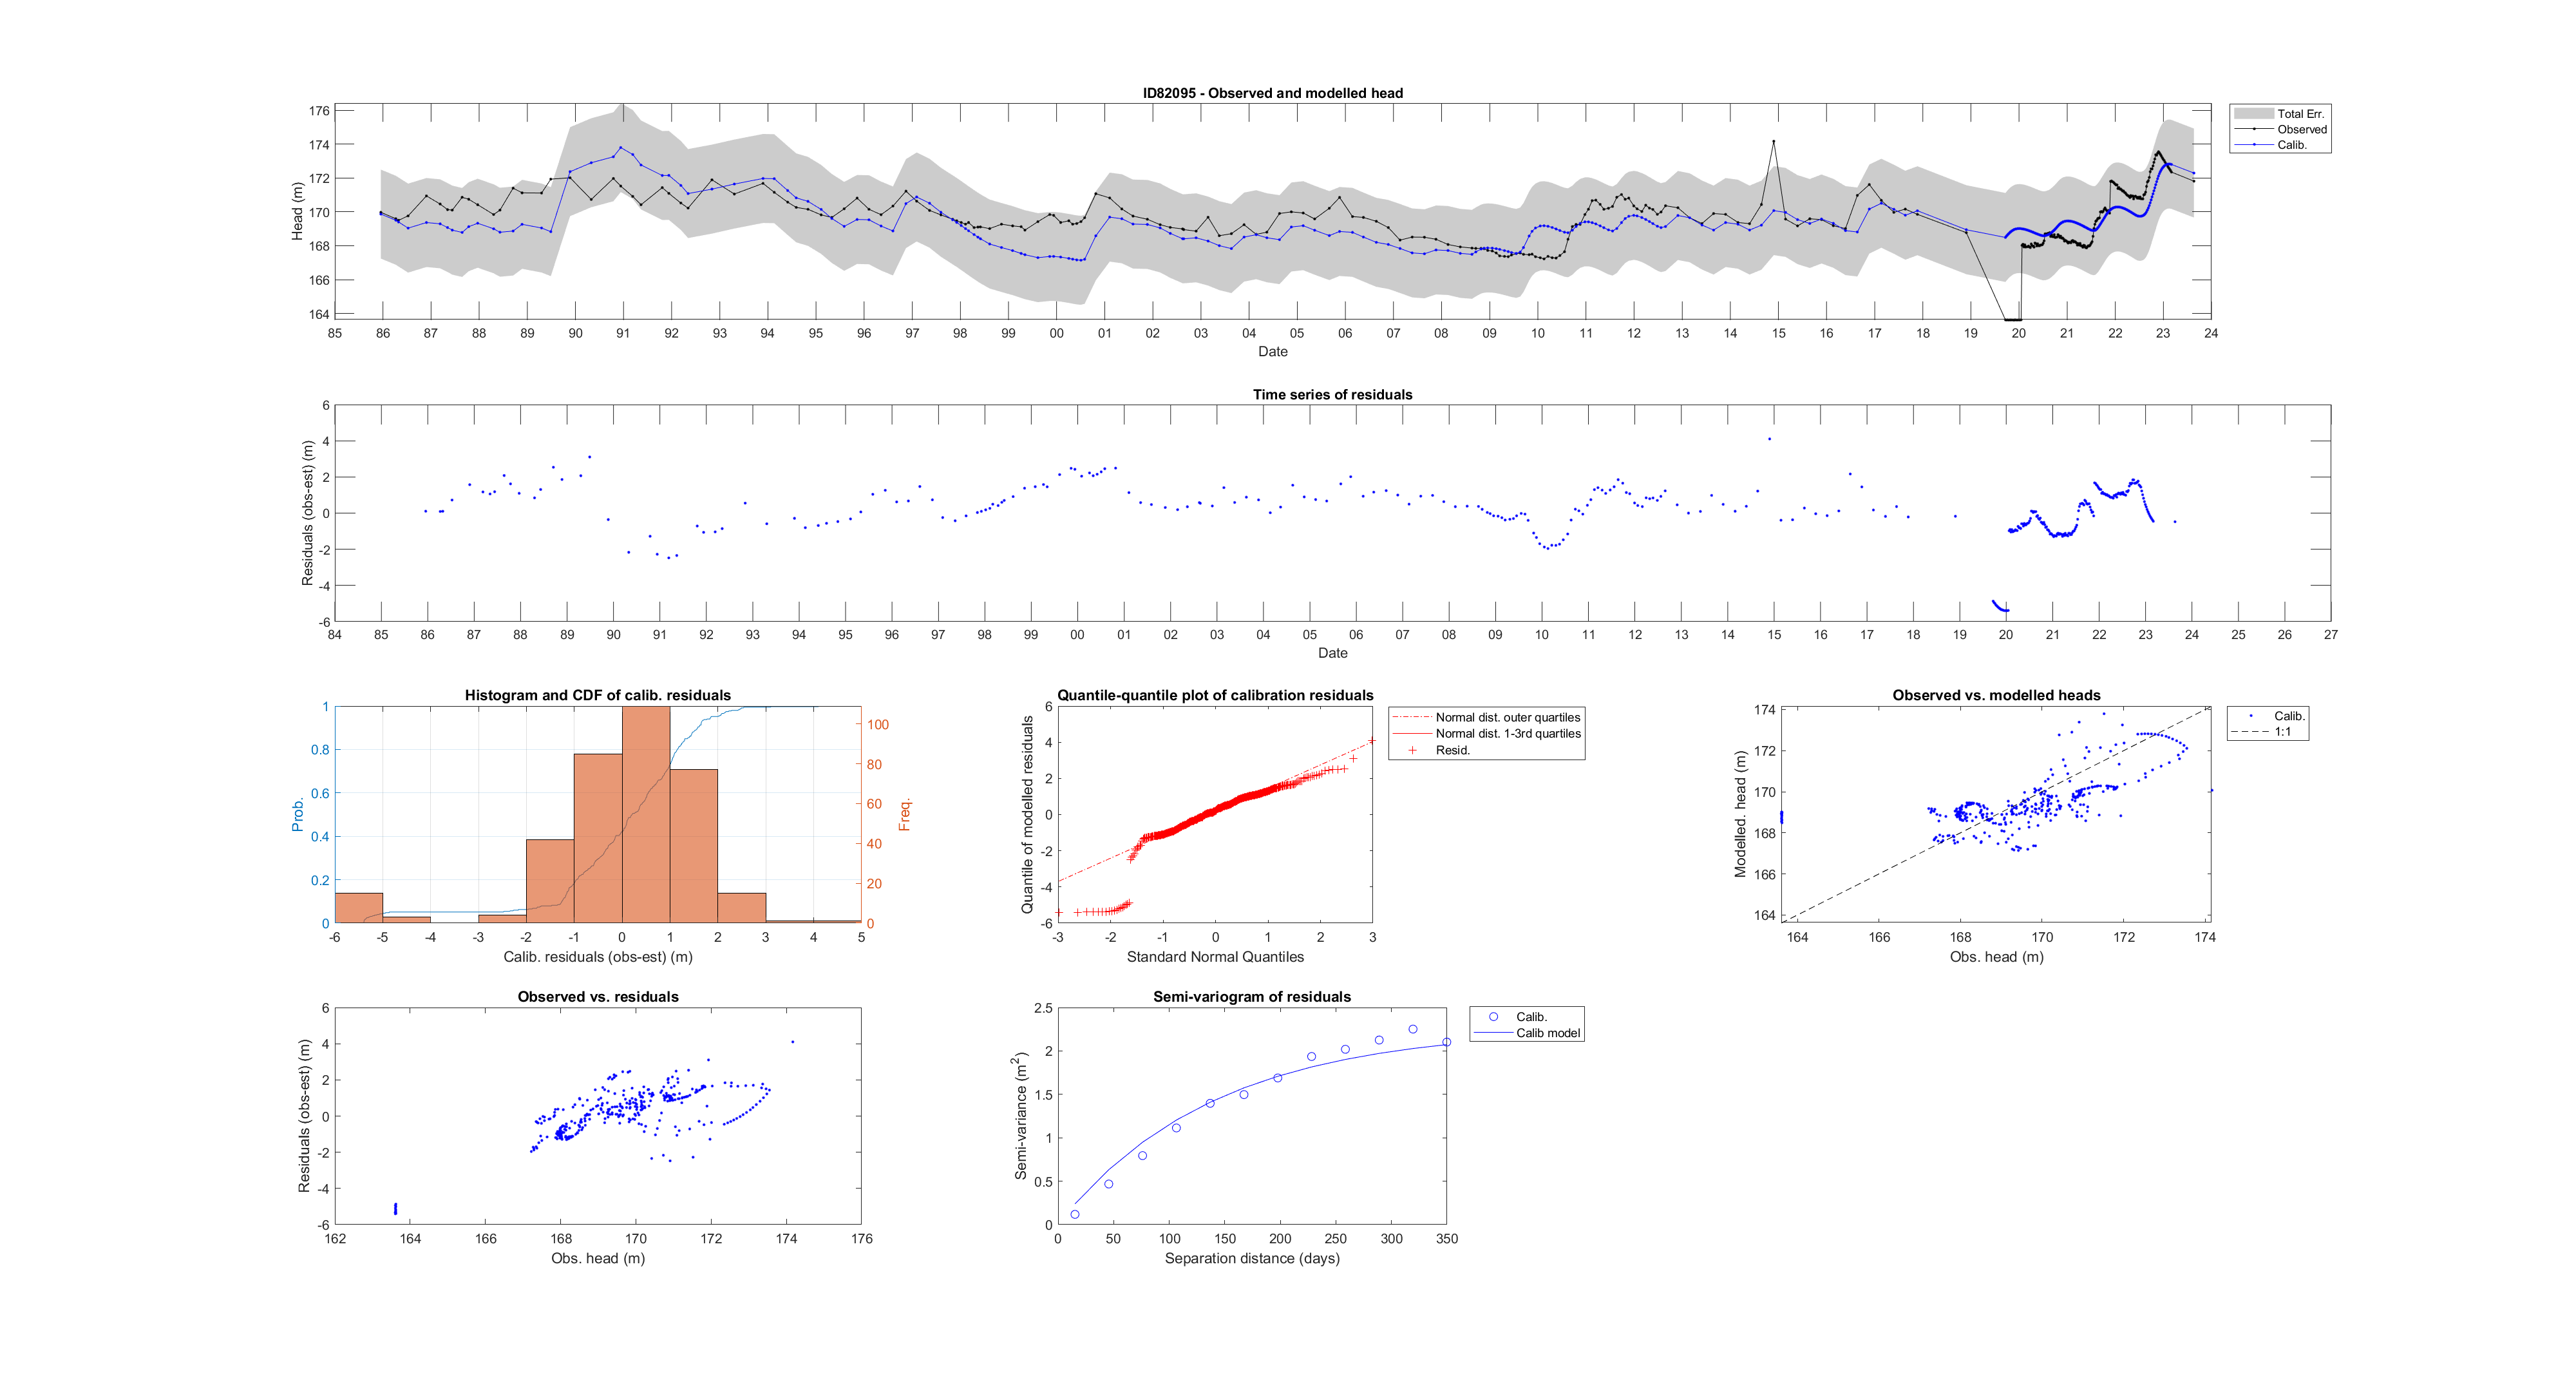 ID82095 - Observed and modelled head
Head (m)
176
174
172
170
168
166
164
85 86 87 88 89 90 91 92 93 94 95 96 97 98 99 00 01 02 03 04 05 06 07 08 09 10 11 12 13 14 15 16 17 18 19 20 21 22 23 24
Date
Total Err.
Observed
Calib.
Time series of residuals
Residuals (obs-est) (m)
6
4
2
0
-2
-4
-6
84 85 86 87 88 89 90 91 92 93 94 95 96 97 98 99 00 01 02 03 04 05 06 07 08 09 10 11 12 13 14 15 16 17 18 20 21 22 23 24 25 26 27
Date
Histogram and CDF of calib. residuals
Prob.
1
0.8
0.6
0.4
0.2
0
100
80
60
40
20
0
Freq.
-6 -5 -4 -3 -2 -1 0 1 2 3 4 5
Calib. residuals (obs-est) (m)
Quantile-quantile plot of calibration residuals
Quantile of modelled residuals
6
4
2
0
-2
-4
-6
-3 -2 -1 0 1 2 3
Standard Normal Quantiles
Normal dist. outer quartiles
Normal dist. 1-3rd quartiles
Resid.
Observed vs. modelled heads
Modelled. head (m)
174
172
170
168
166
164
164 166 168 170 172 174
Obs. head (m)
Calib.
1:1
Observed vs. residuals
Residuals (obs-est) (m)
6
4
2
0
-2
-4
-6
162 164 166 168 170 172 174 176
Obs. head (m)
Semi-variogram of residuals
Semi-variance (m²)
2.5
2
1.5
1
0.5
0
0 50 100 150 200 250 300 350
Separation distance (days)
Calib.
Calib model